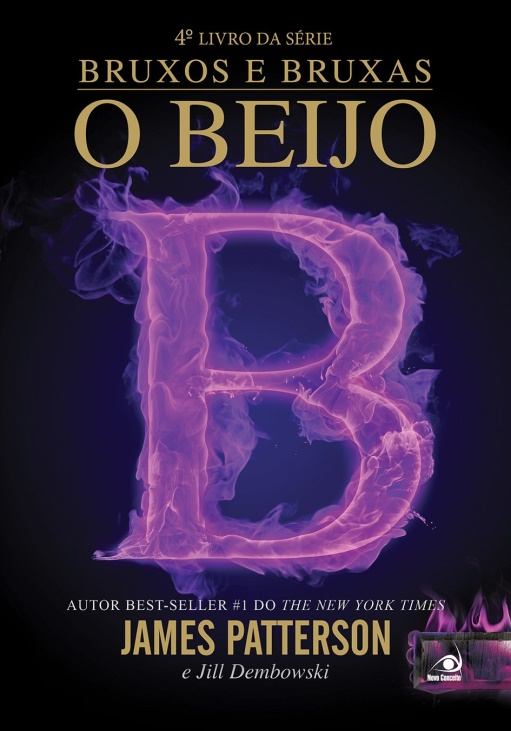 4º LIVRO DA SÉRIE
BRUXOS E BRUXAS
O BEIJO
B
AUTOR BEST-SELLER #1 DO THE NEW YORK TIMES
JAMES PATTERSON
e Jill Dembowski
Novo Conceito